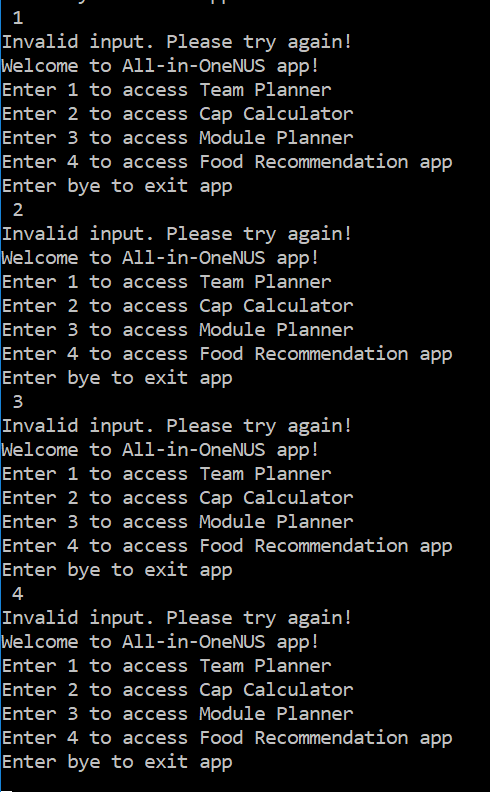 Enter bye to exit app
1
Invalid input. Please try again!
Welcome to All-in-OneNUS app!
Enter 1 to access Team Planner
Enter 2 to access Cap Calculator
Enter 3 to access Module Planner
Enter 4 to access Food Recommendation app
Enter bye to exit app
2
Invalid input. Please try again!
Welcome to All-in-OneNUS app!
Enter 1 to access Team Planner
Enter 2 to access Cap Calculator
Enter 3 to access Module Planner
Enter 4 to access Food Recommendation app
Enter bye to exit app
3
Invalid input. Please try again!
Welcome to All-in-OneNUS app!
Enter 1 to access Team Planner
Enter 2 to access Cap Calculator
Enter 3 to access Module Planner
Enter 4 to access Food Recommendation app
Enter bye to exit app
4
Invalid input. Please try again!
Welcome to All-in-OneNUS app!
Enter 1 to access Team Planner
Enter 2 to access Cap Calculator
Enter 3 to access Module Planner
Enter 4 to access Food Recommendation app
Enter bye to exit app